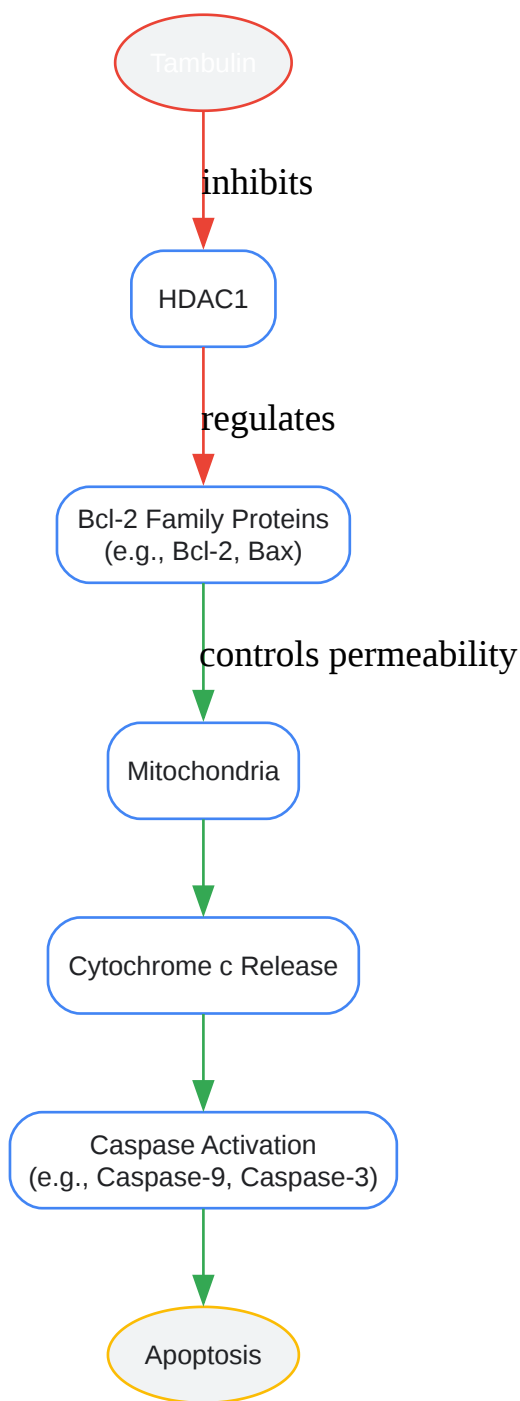 Tambulin
inhibits
HDAC1
regulates
Bcl-2 Family Proteins
(e.g., Bcl-2, Bax)
controls permeability
Mitochondria
Cytochrome c Release
Caspase Activation
(e.g., Caspase-9, Caspase-3)
Apoptosis